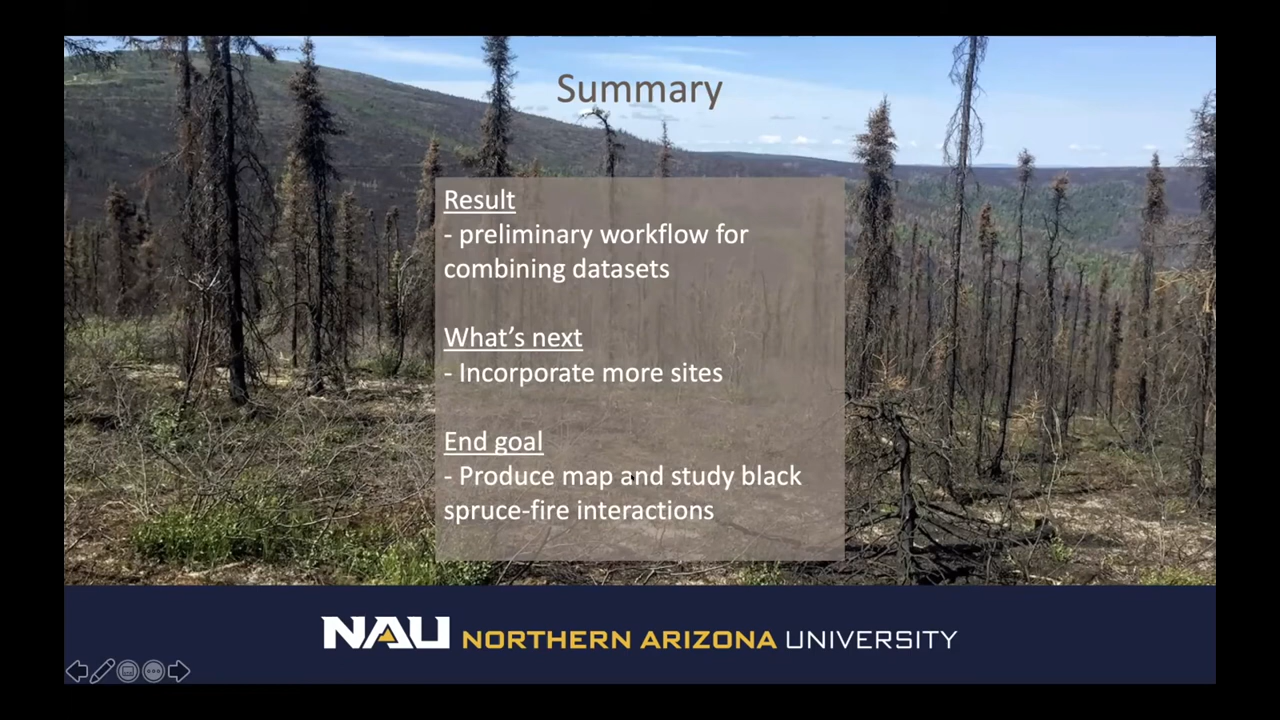 Summary
Result
- preliminary workflow for
combining datasets
What's next
- Incorporate more sites
End goal
- Produce map and study black
spruce-fire interactions
NAU NORTHERN ARIZONA UNIVERSITY